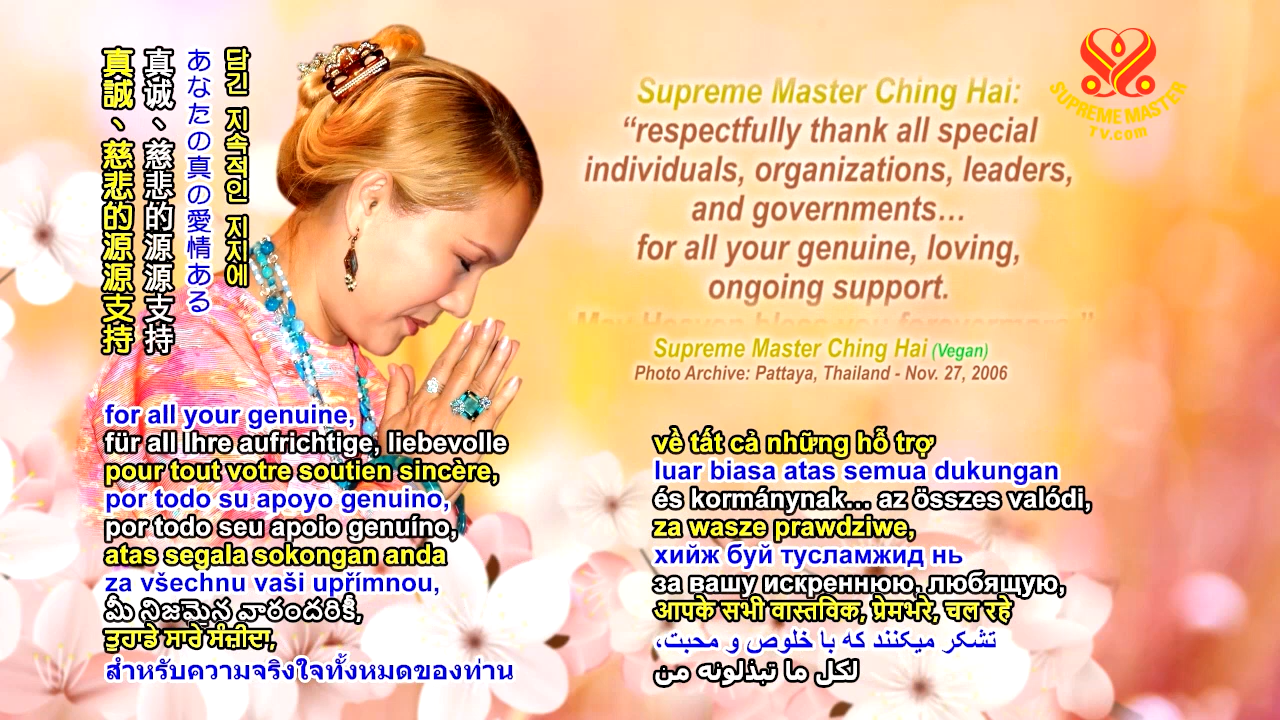 真誠、慈悲的源源支持
真诚、慈悲的源源支持
あなたの真の愛情ある
담긴 지속적인 지지에
Supreme Master Ching Hai:
“respectfully thank all special
individuals, organizations, leaders,
and governments…
for all your genuine, loving,
ongoing support.
SUPREME MASTER
TV.com
Supreme Master Ching Hai (Vegan)
Photo Archive: Pattaya, Thailand - Nov. 27, 2006
for all your genuine,
für all Ihre aufrichtige, liebevolle
pour tout votre soutien sincère,
por todo su apoyo genuino,
por todo seu apoio genuíno,
atas segala sokongan anda
za všechnu vaši upřímnou,
మీ నిజమైన వారందరికీ,
ਤੁਹਾਡੇ ਸਾਰੇ ਸੰਜ਼ੀਦਾ,
สำหรับความจริงใจทั้งหมดของท่าน
về tất cả những hỗ trợ
luar biasa atas semua dukungan
és kormánynak... az összes valódi,
za wasze prawdziwe,
хийж буй тусламжид нь
за вашу искреннюю, любящую,
आपके सभी वास्तविक, प्रेमभरे, चल रहे
تشکر میکنند که با خلوص و محبت،
لكل ما تبذلونه من